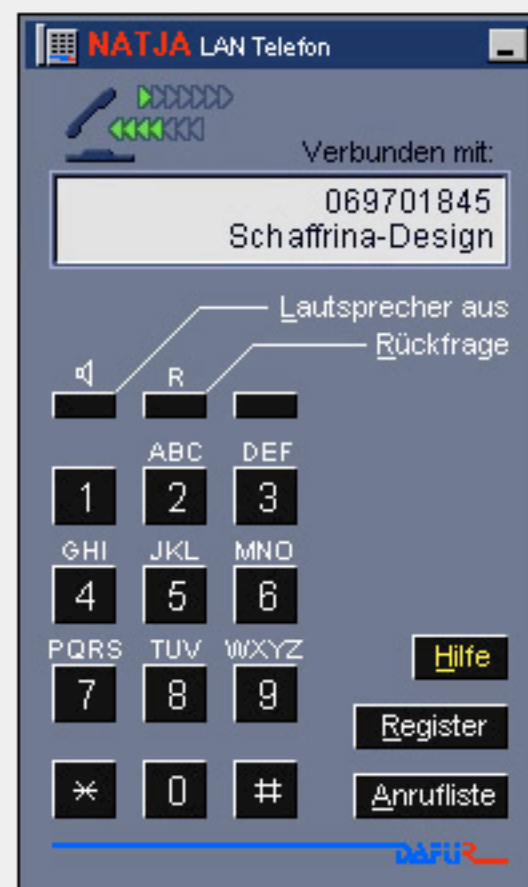 NATJA LAN Telefon
Verbunden mit:
069701845
Schaffrina-Design
Lautsprecher aus
Rückfrage
R
ABC DEF
1 2 3
GHI JKL MNO
4 5 6
PQRS TUV WXYZ
7 8 9
Hilfe
Register
* 0 #
Anrufliste
DAFÜR